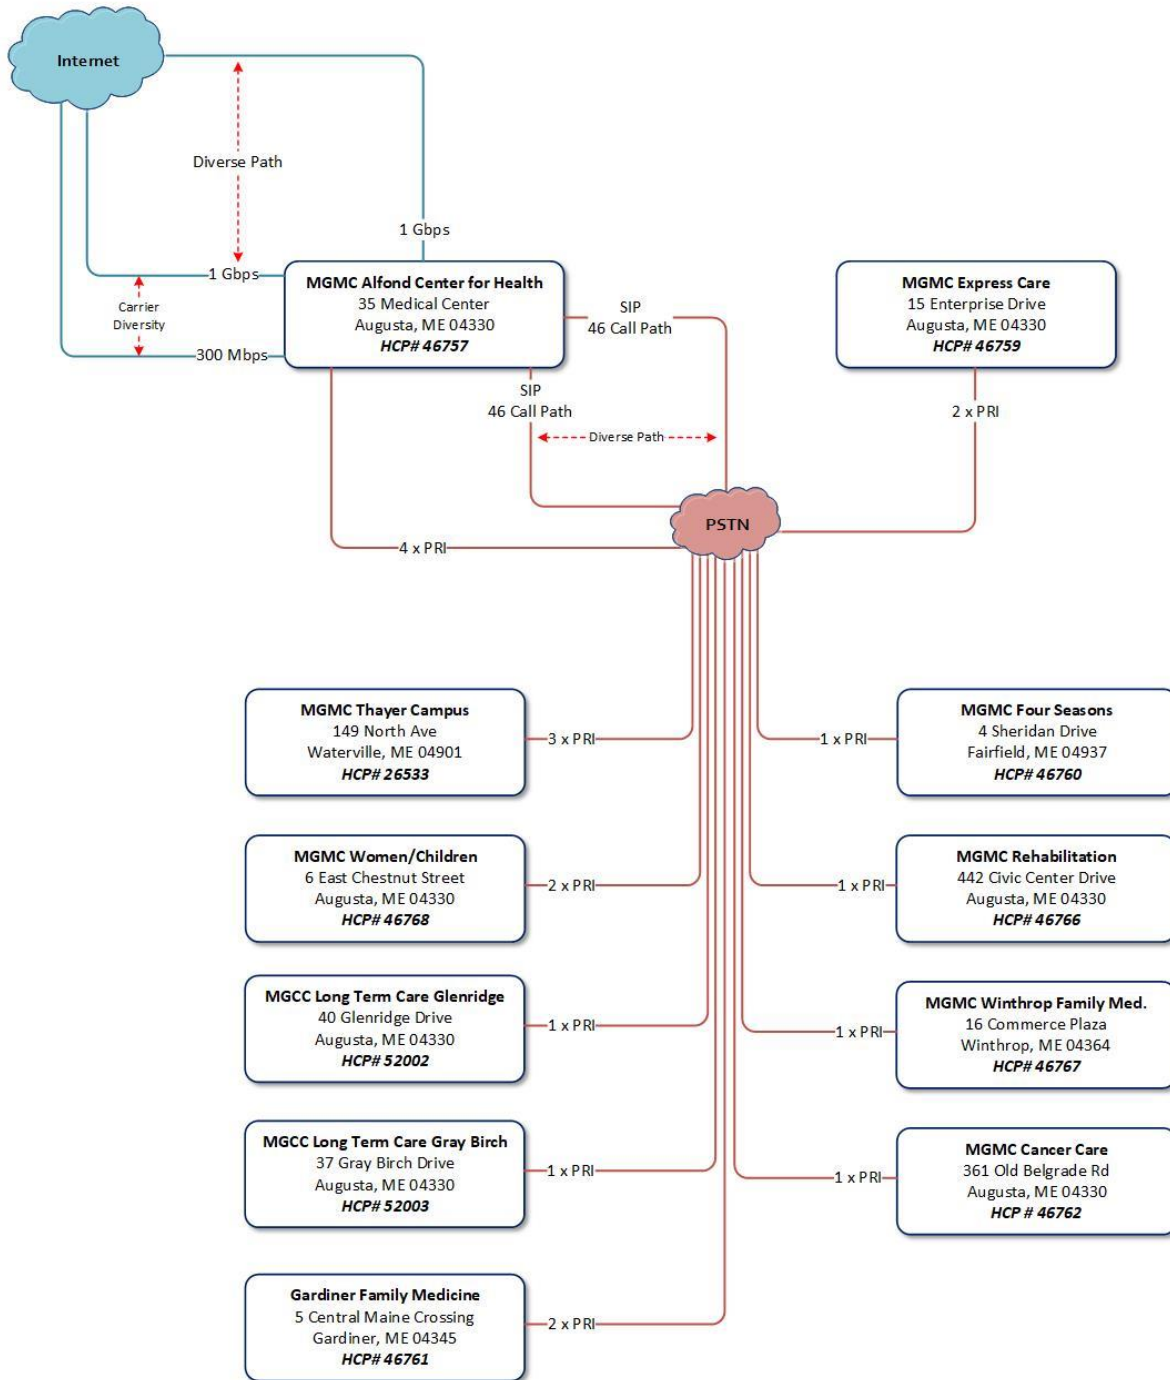 Internet
Diverse Path
1 Gbps
1 Gbps
Carrier
Diversity
300 Mbps
MGMC Alfond Center for Health
35 Medical Center
Augusta, ME 04330
HCP# 46757
SIP
46 Call Path
MGMC Express Care
15 Enterprise Drive
Augusta, ME 04330
HCP# 46759
SIP
46 Call Path
Diverse Path
2 x PRI
PSTN
4 x PRI
MGMC Thayer Campus
149 North Ave
Waterville, ME 04901
HCP# 26533
3 x PRI
1 x PRI
MGMC Four Seasons
4 Sheridan Drive
Fairfield, ME 04937
HCP# 46760
MGMC Women/Children
6 East Chestnut Street
Augusta, ME 04330
HCP# 46768
2 x PRI
1 x PRI
MGMC Rehabilitation
442 Civic Center Drive
Augusta, ME 04330
HCP# 46766
MGCC Long Term Care Glenridge
40 Glenridge Drive
Augusta, ME 04330
HCP# 52002
1 x PRI
1 x PRI
MGMC Winthrop Family Med.
16 Commerce Plaza
Winthrop, ME 04364
HCP# 46767
MGCC Long Term Care Gray Birch
37 Gray Birch Drive
Augusta, ME 04330
HCP# 52003
1 x PRI
1 x PRI
MGMC Cancer Care
361 Old Belgrade Rd
Augusta, ME 04330
HCP # 46762
Gardiner Family Medicine
5 Central Maine Crossing
Gardiner, ME 04345
HCP# 46761
2 x PRI